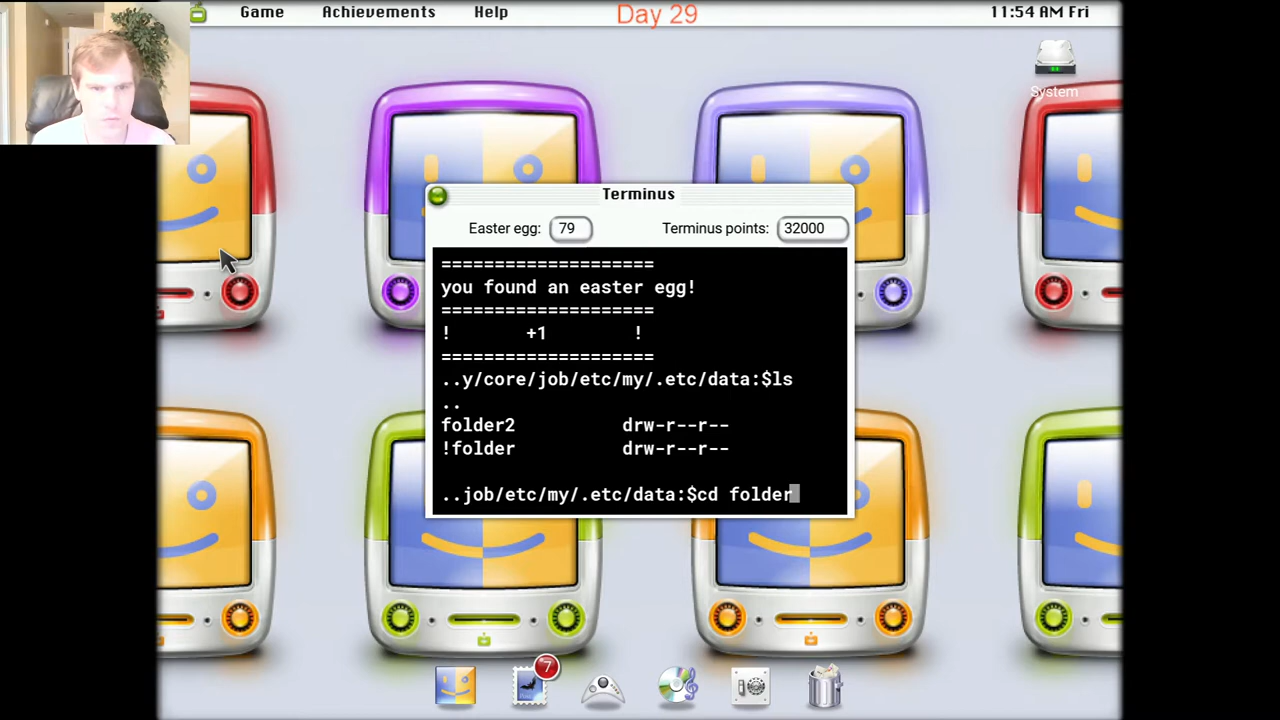 Game Achievements Help Day 29 11:54 AM Fri
System
Terminus
Easter egg: 79 Terminus points: 32000
====================
you found an easter egg!
====================
! +1 !
====================
..y/core/job/etc/my/.etc/data:$ls
..
folder2 drw-r--r--
!folder drw-r--r--
..job/etc/my/.etc/data:$cd folder
7